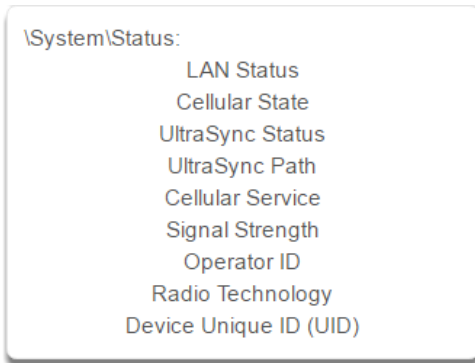 \System\Status:
LAN Status
Cellular State
UltraSync Status
UltraSync Path
Cellular Service
Signal Strength
Operator ID
Radio Technology
Device Unique ID (UID)